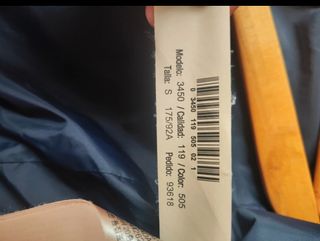 0 3450 119 505 02 1
Modelo: 3450 / Calidad: 119 / Color: 505
Talla: S 175/92A Pedido: 93618